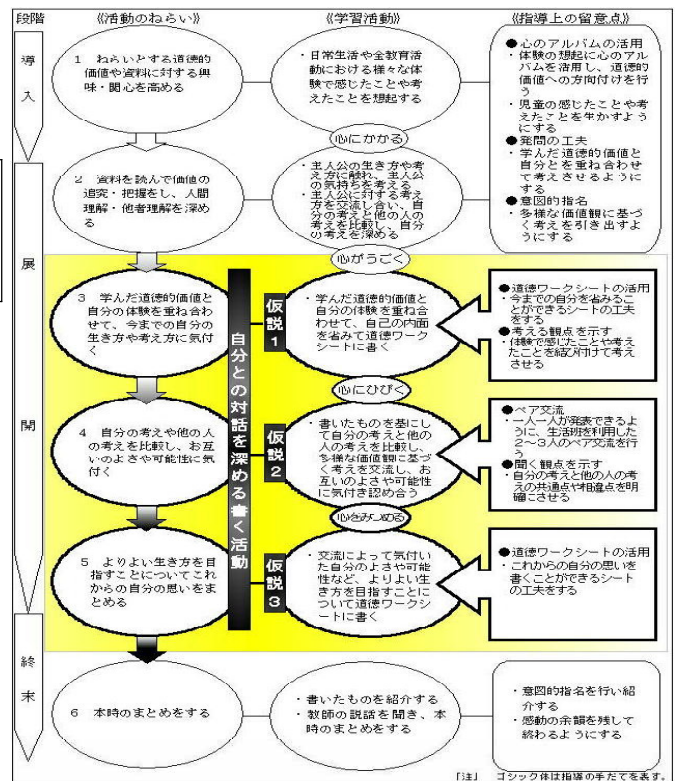 段階
《活動のねらい》
《学習活動》
《指導上の留意点》
導
入
1 ねらいとする道徳的
価値や資料に対する興
味・関心を高める
・日常生活や全教育活
動における様々な体
験で感じたことや考
えたことを想起する
●心のアルバムの活用
・体験の想起に心のア
ルバムを活用し、道徳的
価値への方向付けを行
う
・児童の感じたことや考
えたことを生かすよう
にする
●発問の工夫
・学んだ道徳的価値と
自分とを重ね合わせ
て考えさせるように
する
●意図的指名
・多様な価値観に基づ
く考えを引き出すよ
うにする
心にかかる
展
開
2 資料を読んで価値の
追究・把握をし、人間
理解・他者理解を深め
る
・主人公の生き方や考
え方に触れ、主人公
の気持ちを考える
・主人公に対する考え
方を交流し合い、自
分の考えと他の人の
考えを比較し、自分
の考えを深める
心がうごく
3 学んだ道徳的価値と
自分の体験を重ね合わ
せて、今までの自分の
生き方や考え方に気付
く
自分との対話を深める書く活動
仮説1
・学んだ道徳的価値と
自分の体験を重ね合
わせて、自己の内面
を省みて道徳ワーク
シートに書く
●道徳ワークシートの活用
・今までの自分を省みるこ
とができるシートの工夫
をする
●考える観点を示す
・体験で感じたことや考え
たことを結び付けて考え
させる
心にひびく
4 自分の考えや他の人
の考えを比較し、お互
いのよさや可能性に気
付く
仮説2
・書いたものを基にし
て自分の考えと他の人
の考えを比較し、
多様な価値観に基づ
く考えを交流し、お
互いのよさや可能性
に気付き認め合う
●ペア交流
・一人一人が発表できるよ
うに、生活班を利用した
2～3人のペア交流を行
う
●聞く観点を示す
・自分の考えと他の人の考
えの共通点や相違点を明
確にさせる
心をみつめる
5 よりよい生き方を目
指すことについてこれ
からの自分の思いをま
とめる
仮説3
・交流によって気付い
た自分のよさや可能
性など、よりよい生
き方を目指すことに
ついて道徳ワークシ
ートに書く
●道徳ワークシートの活用
・これからの自分の思いを
書くことができるシート
の工夫をする
終
末
6 本時のまとめをする
・書いたものを紹介する
・教師の説話を聞き、本
時のまとめをする
・意図的指名を行い紹
介する
・感動の余韻を残して
終わるようにする
[注] ゴシック体は指導の手だてを表す。